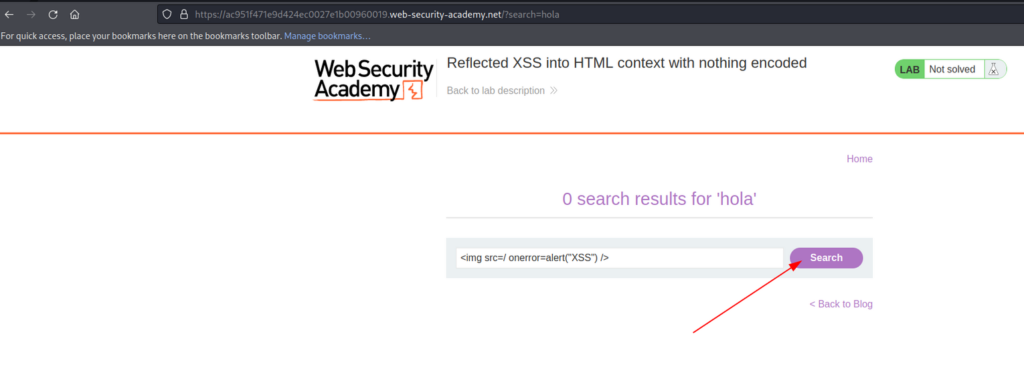 https://ac951f471e9d424ec0027e1b00960019.web-security-academy.net/?search=hola
For quick access, place your bookmarks here on the bookmarks toolbar. Manage bookmarks…
Web Security Academy
Reflected XSS into HTML context with nothing encoded
Back to lab description
LAB Not solved
Home
0 search results for 'hola'
<img src=/ onerror=alert("XSS") /> Search
< Back to Blog